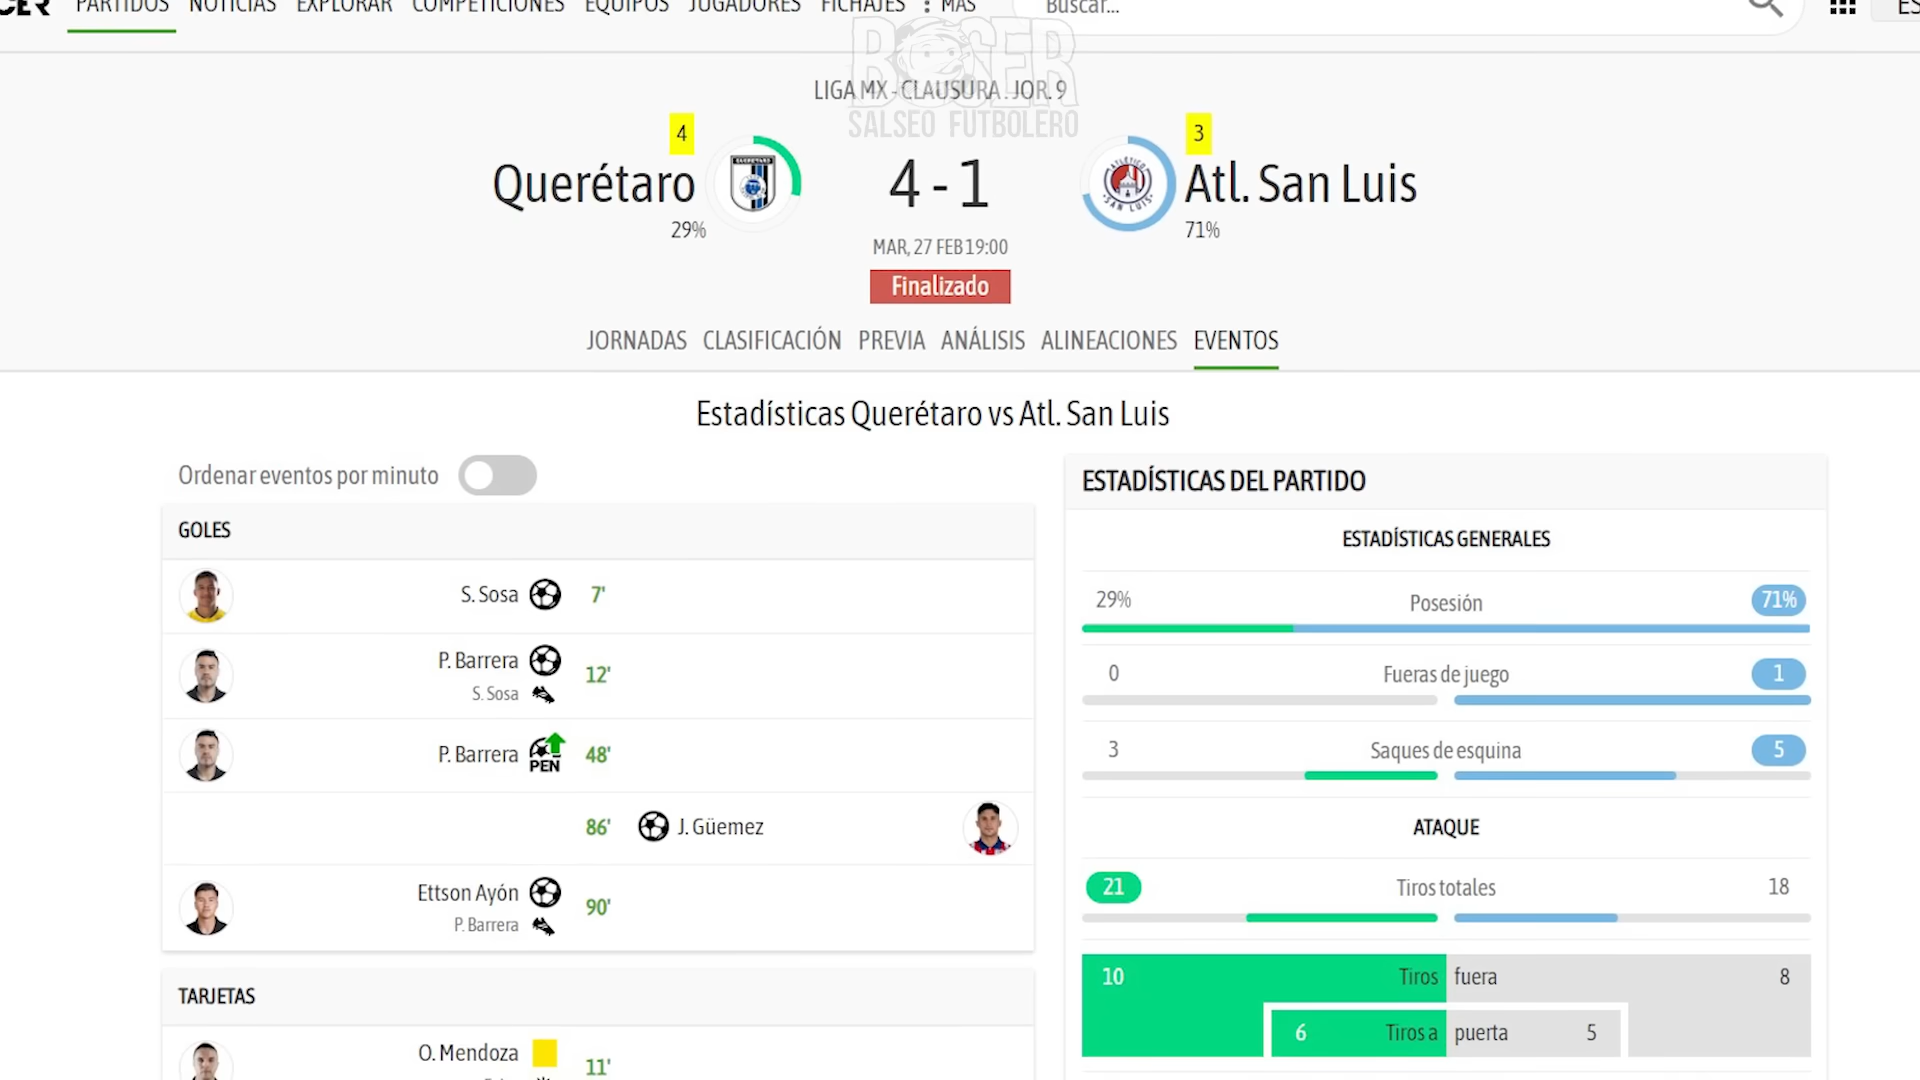 CER PARTIDOS NOTICIAS EXPLORAR COMPETICIONES EQUIPOS JUGADORES FICHAJES MÁS Buscar... ES
BOSER
SALSEO FUTBOLERO
LIGA MX - CLAUSURA . JOR. 9
4
3
Querétaro 4 - 1 Atl. San Luis
29% 71%
MAR, 27 FEB 19:00
Finalizado
JORNADAS CLASIFICACIÓN PREVIA ANÁLISIS ALINEACIONES EVENTOS
Estadísticas Querétaro vs Atl. San Luis
Ordenar eventos por minuto
GOLES
S. Sosa 7'
P. Barrera 12'
S. Sosa
P. Barrera PEN 48'
86' J. Güemez
Ettson Ayón 90'
P. Barrera
TARJETAS
O. Mendoza 11'
ESTADÍSTICAS DEL PARTIDO
ESTADÍSTICAS GENERALES
29% Posesión 71%
0 Fueras de juego 1
3 Saques de esquina 5
ATAQUE
21 Tiros totales 18
10 Tiros fuera 8
6 Tiros a puerta 5